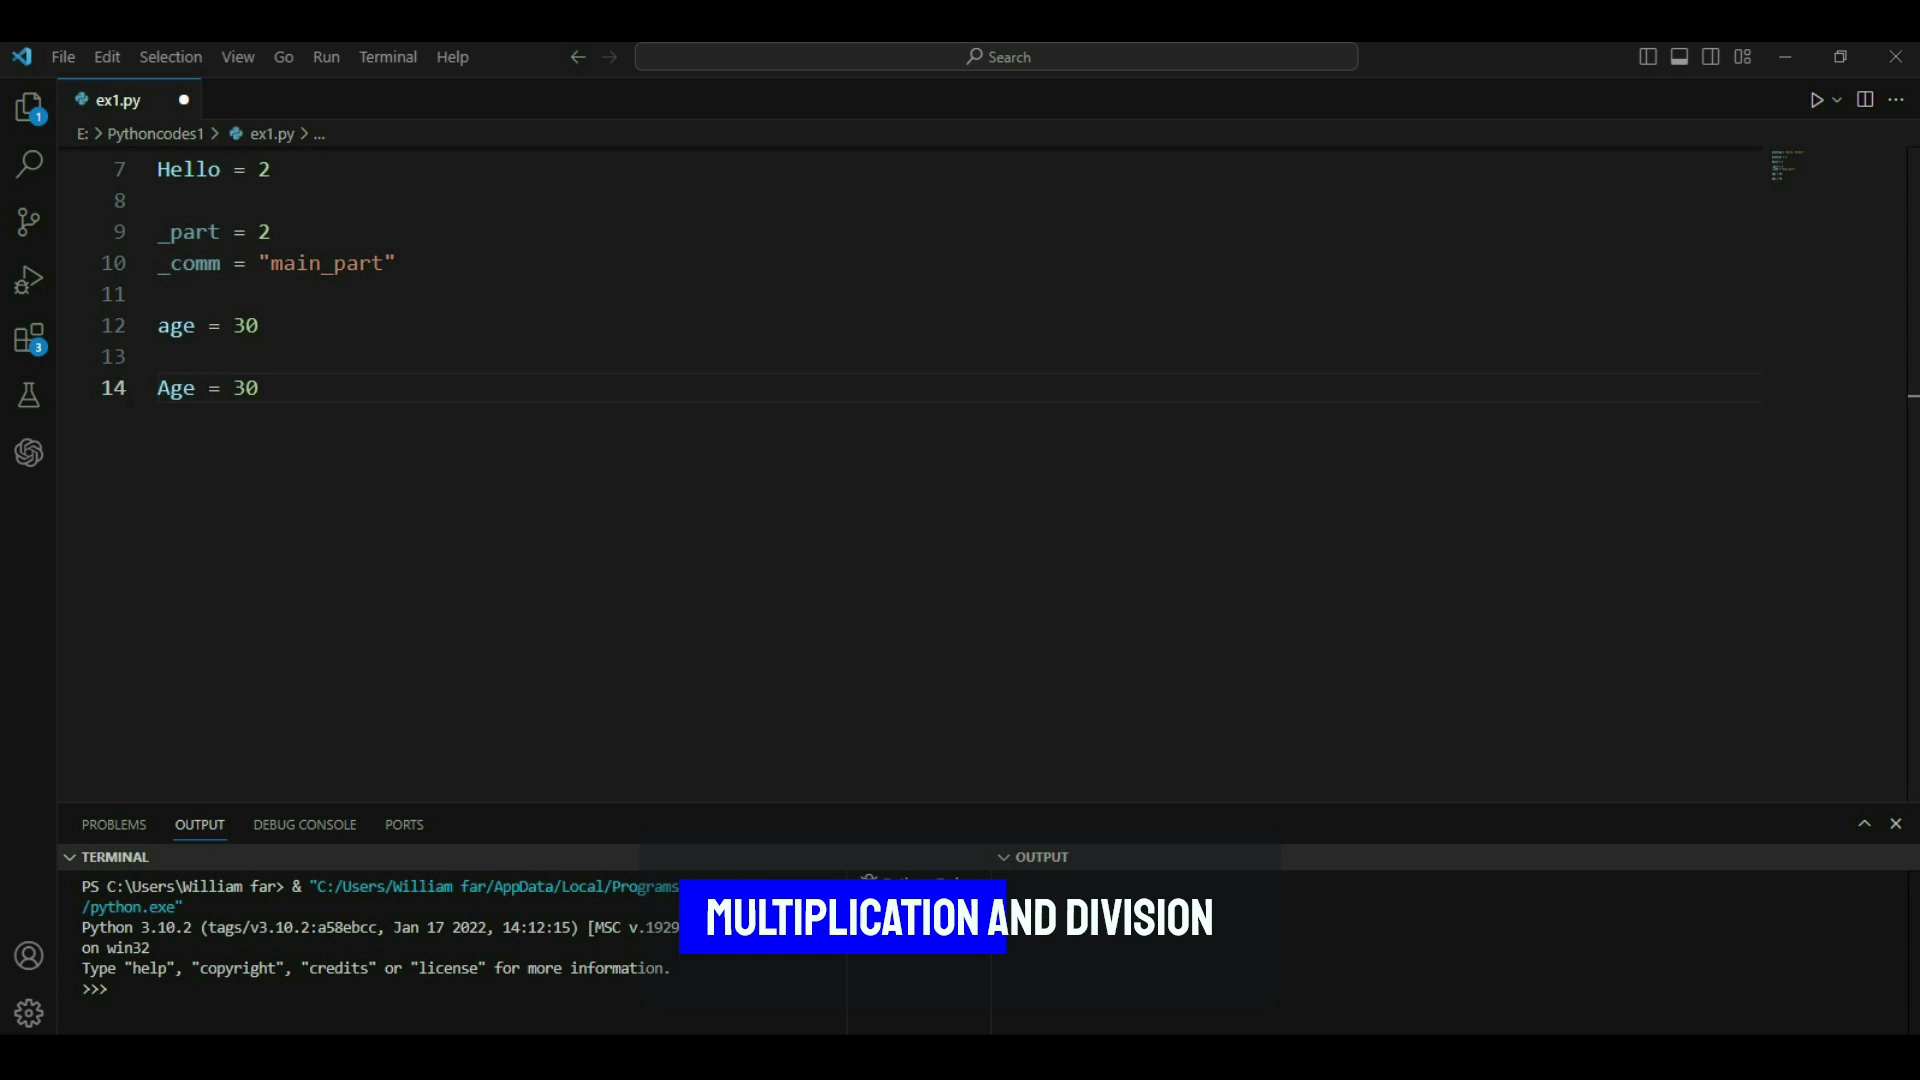 File Edit Selection View Go Run Terminal Help
Search
1
ex1.py
E: > Pythoncodes1 > ex1.py > ...
7 Hello = 2
8
9 _part = 2
10 _comm = "main_part"
11
12 age = 30
13
14 Age = 30
3
PROBLEMS OUTPUT DEBUG CONSOLE PORTS
TERMINAL
PS C:\Users\William far> & "C:/Users/William far/AppData/Local/Programs
/python.exe"
Python 3.10.2 (tags/v3.10.2:a58ebcc, Jan 17 2022, 14:12:15) [MSC v.1929
on win32
Type "help", "copyright", "credits" or "license" for more information.
>>>
OUTPUT
MULTIPLICATION AND DIVISION